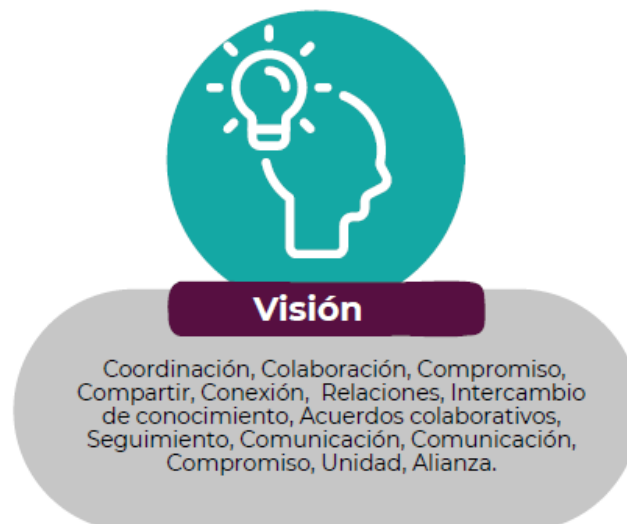 Visión
Coordinación, Colaboración, Compromiso,
Compartir, Conexión, Relaciones, Intercambio
de conocimiento, Acuerdos colaborativos,
Seguimiento, Comunicación, Comunicación,
Compromiso, Unidad, Alianza.